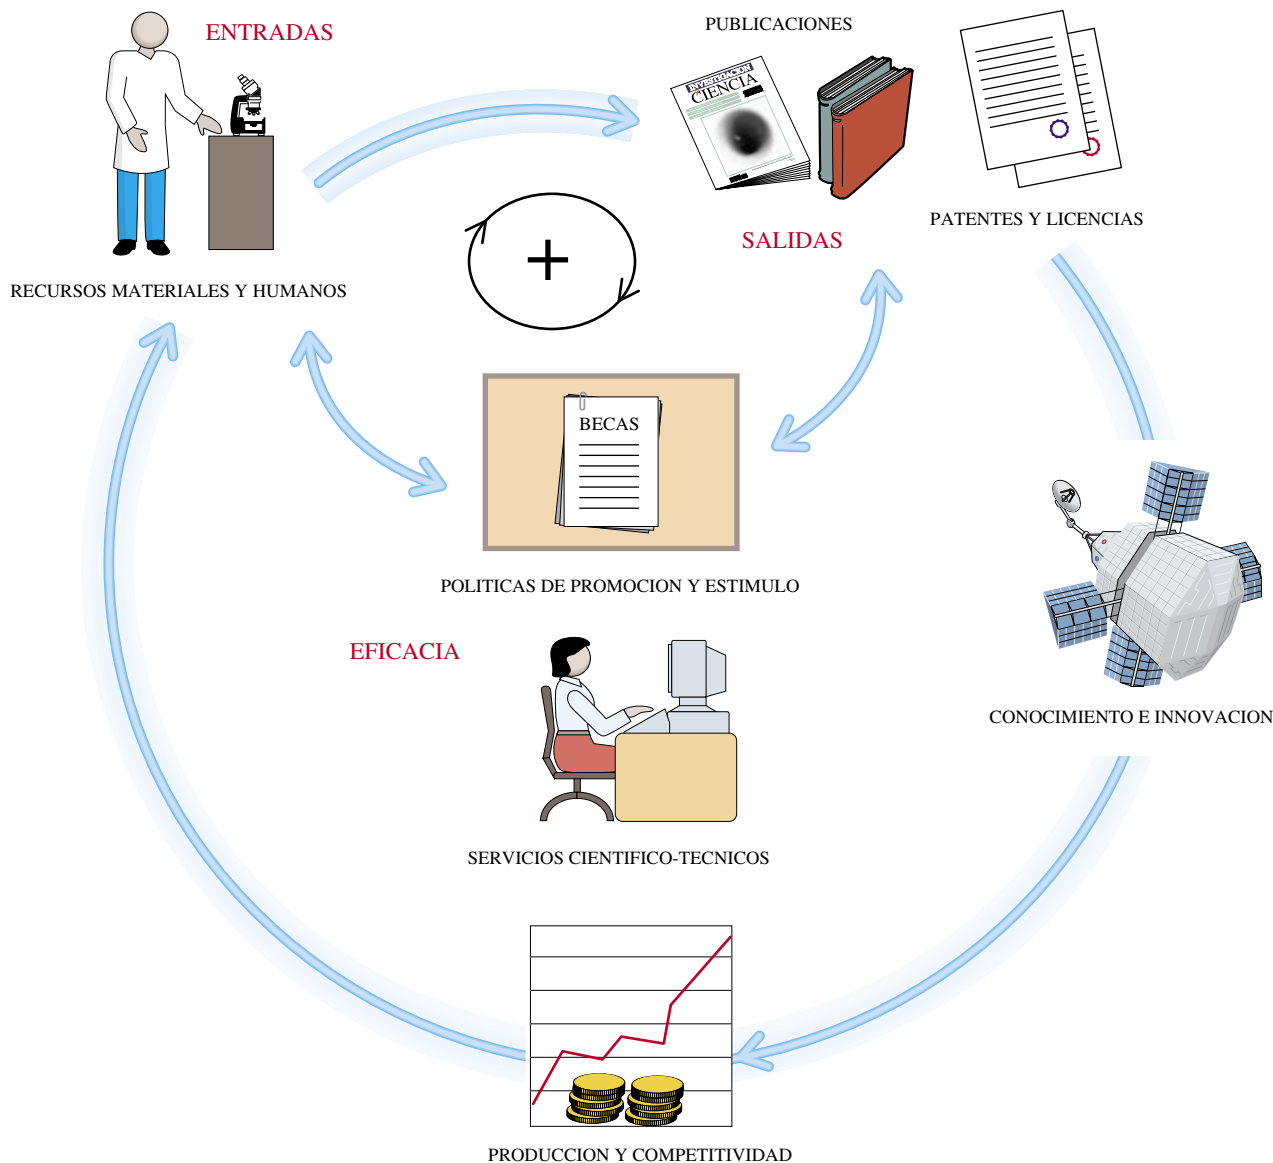 ENTRADAS
PUBLICACIONES
INVESTIGACION
CIENCIA
PATENTES Y LICENCIAS
SALIDAS
RECURSOS MATERIALES Y HUMANOS
+
BECAS
POLITICAS DE PROMOCION Y ESTIMULO
EFICACIA
CONOCIMIENTO E INNOVACION
SERVICIOS CIENTIFICO-TECNICOS
PRODUCCION Y COMPETITIVIDAD